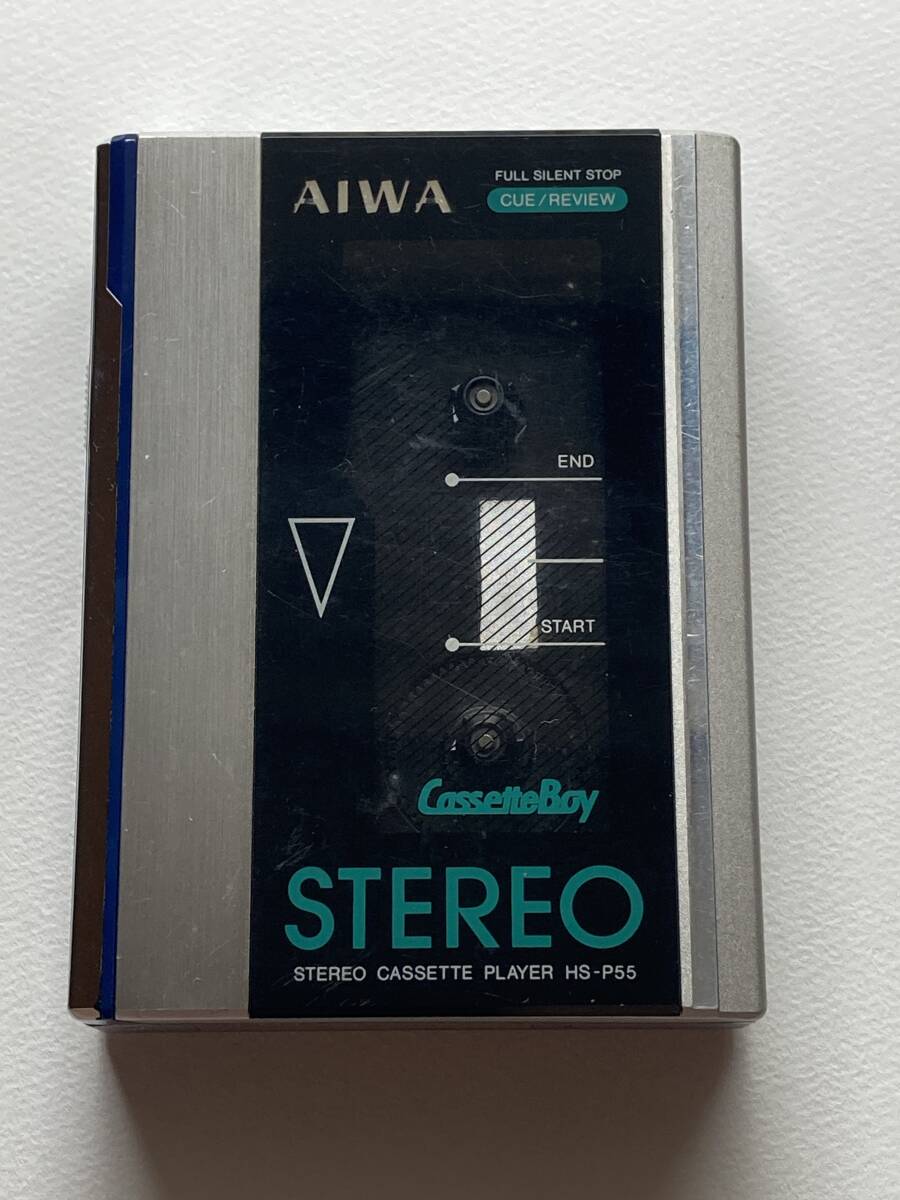 AIWA
FULL SILENT STOP
CUE/REVIEW
END
START
CassetteBoy
STEREO
STEREO CASSETTE PLAYER HS-P55